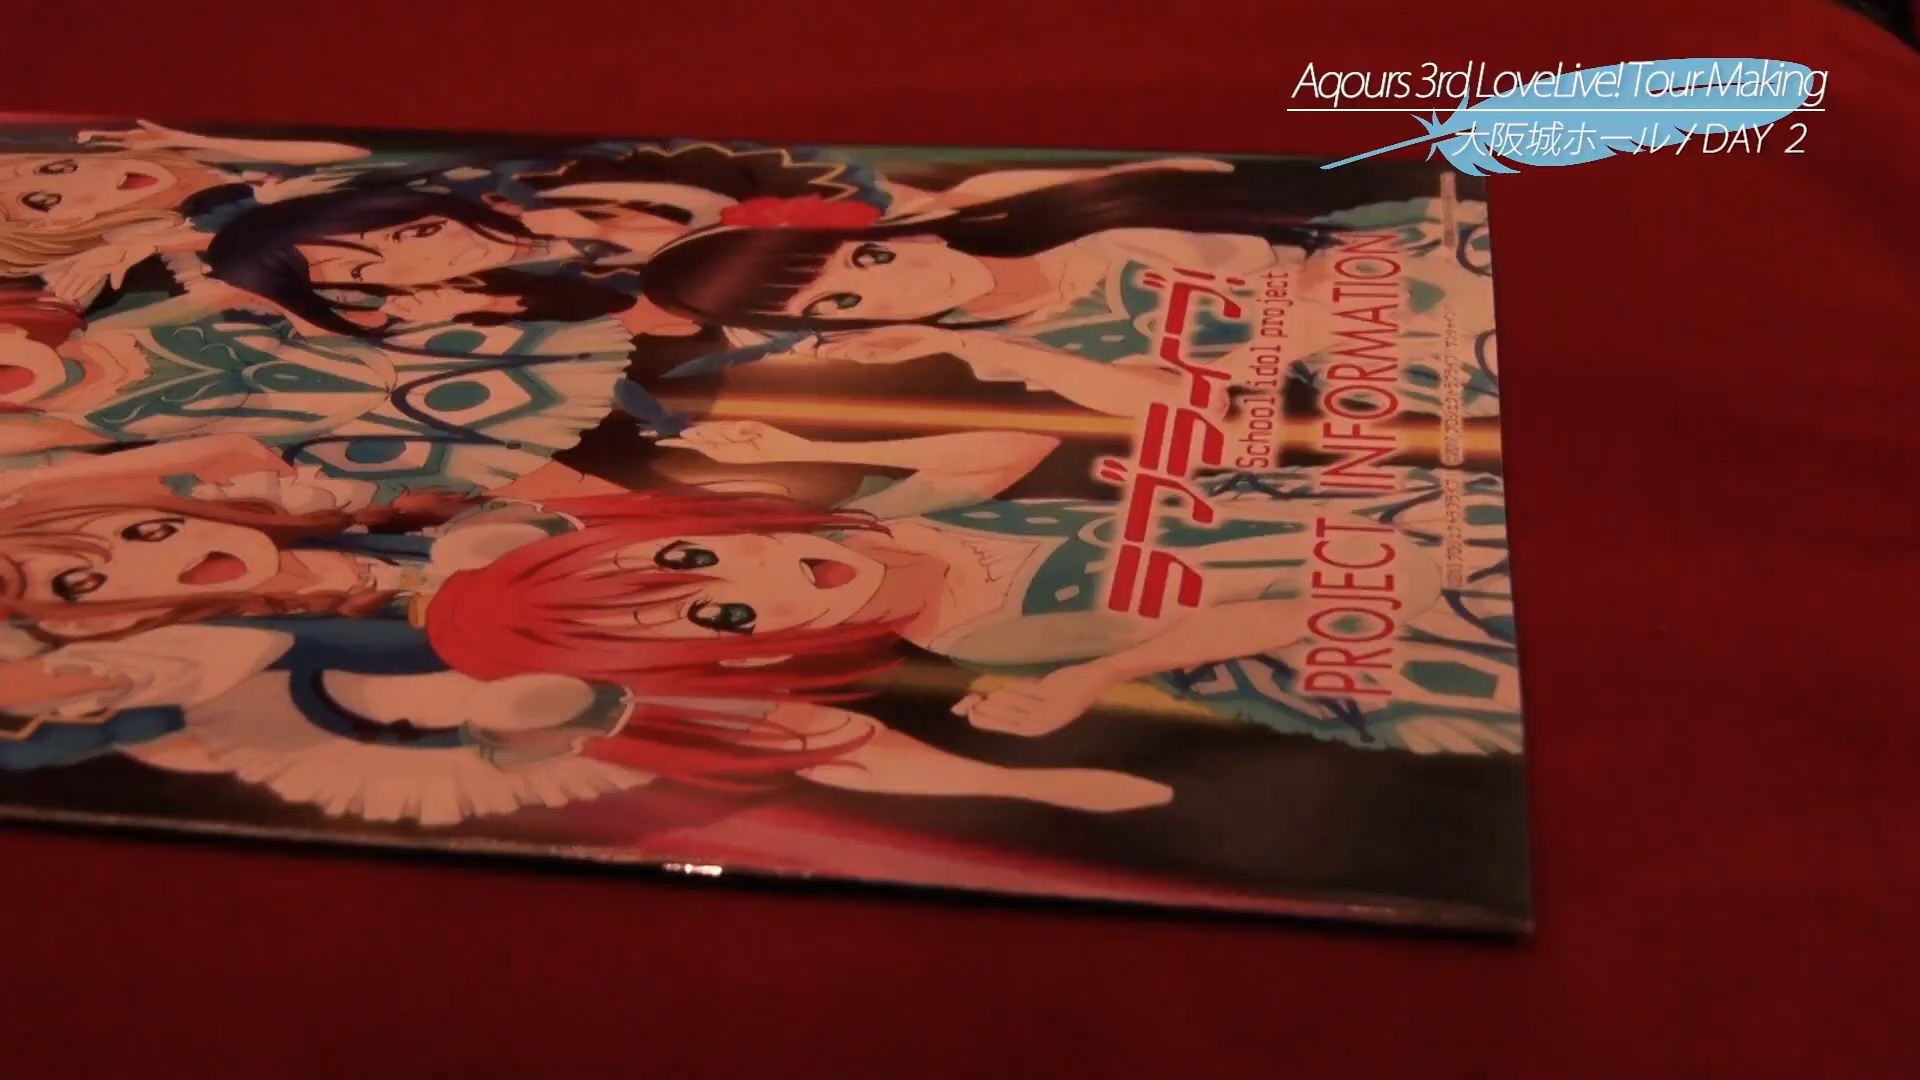 Aqours 3rd LoveLive! Tour Making
大阪城ホール / DAY 2
ラブライブ!
School idol project
PROJECT INFORMATION